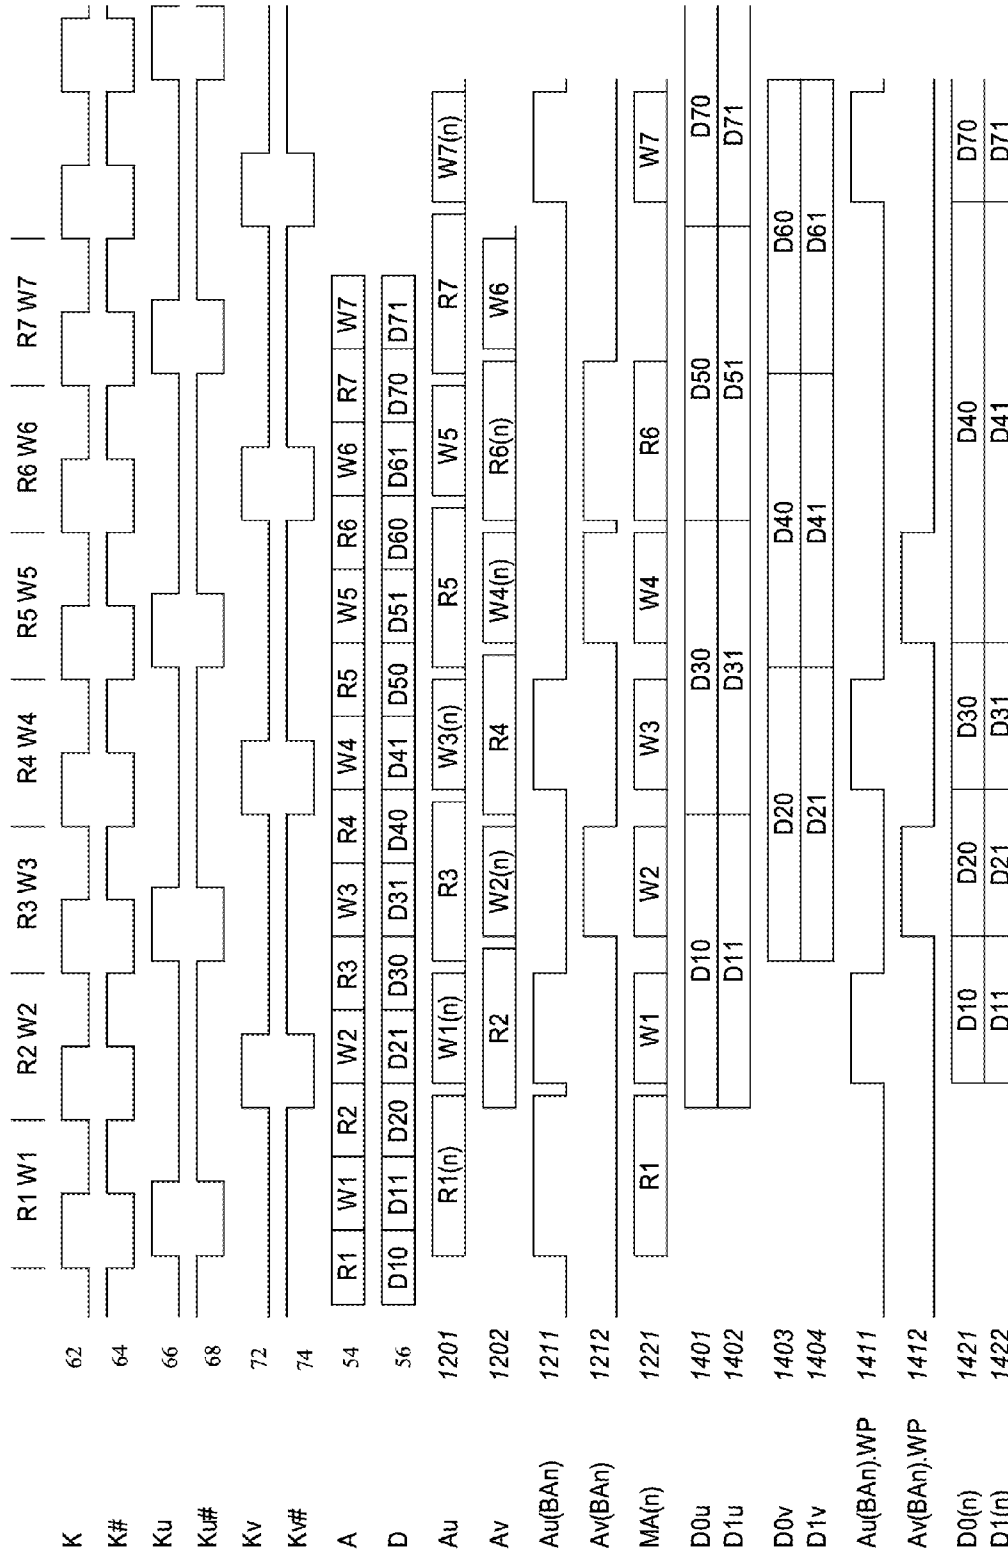 R1 W1 R2 W2 R3 W3 R4 W4 R5 W5 R6 W6 R7 W7
K 62
K# 64
Ku 66
Ku# 68
Kv 72
Kv# 74
A 54 R1 W1 R2 W2 R3 W3 R4 W4 R5 W5 R6 W6 R7 W7
D 56 D10 D11 D20 D21 D30 D31 D40 D41 D50 D51 D60 D61 D70 D71
Au 1201 R1(n) W1(n) R3 W3(n) R5 W5 R7 W7(n)
Av 1202 R2 W2(n) R4 W4(n) R6(n) W6
Au(BAn) 1211
Av(BAn) 1212
MA(n) 1221 R1 W1 W2 W3 W4 R6 W7
D0u 1401 D10 D30 D50 D70
D1u 1402 D11 D31 D51 D71
D0v 1403 D20 D40 D60
D1v 1404 D21 D41 D61
Au(BAn).WP 1411
Av(BAn).WP 1412
D0(n) 1421 D10 D20 D30 D40 D70
D1(n) 1422 D11 D21 D31 D41 D71